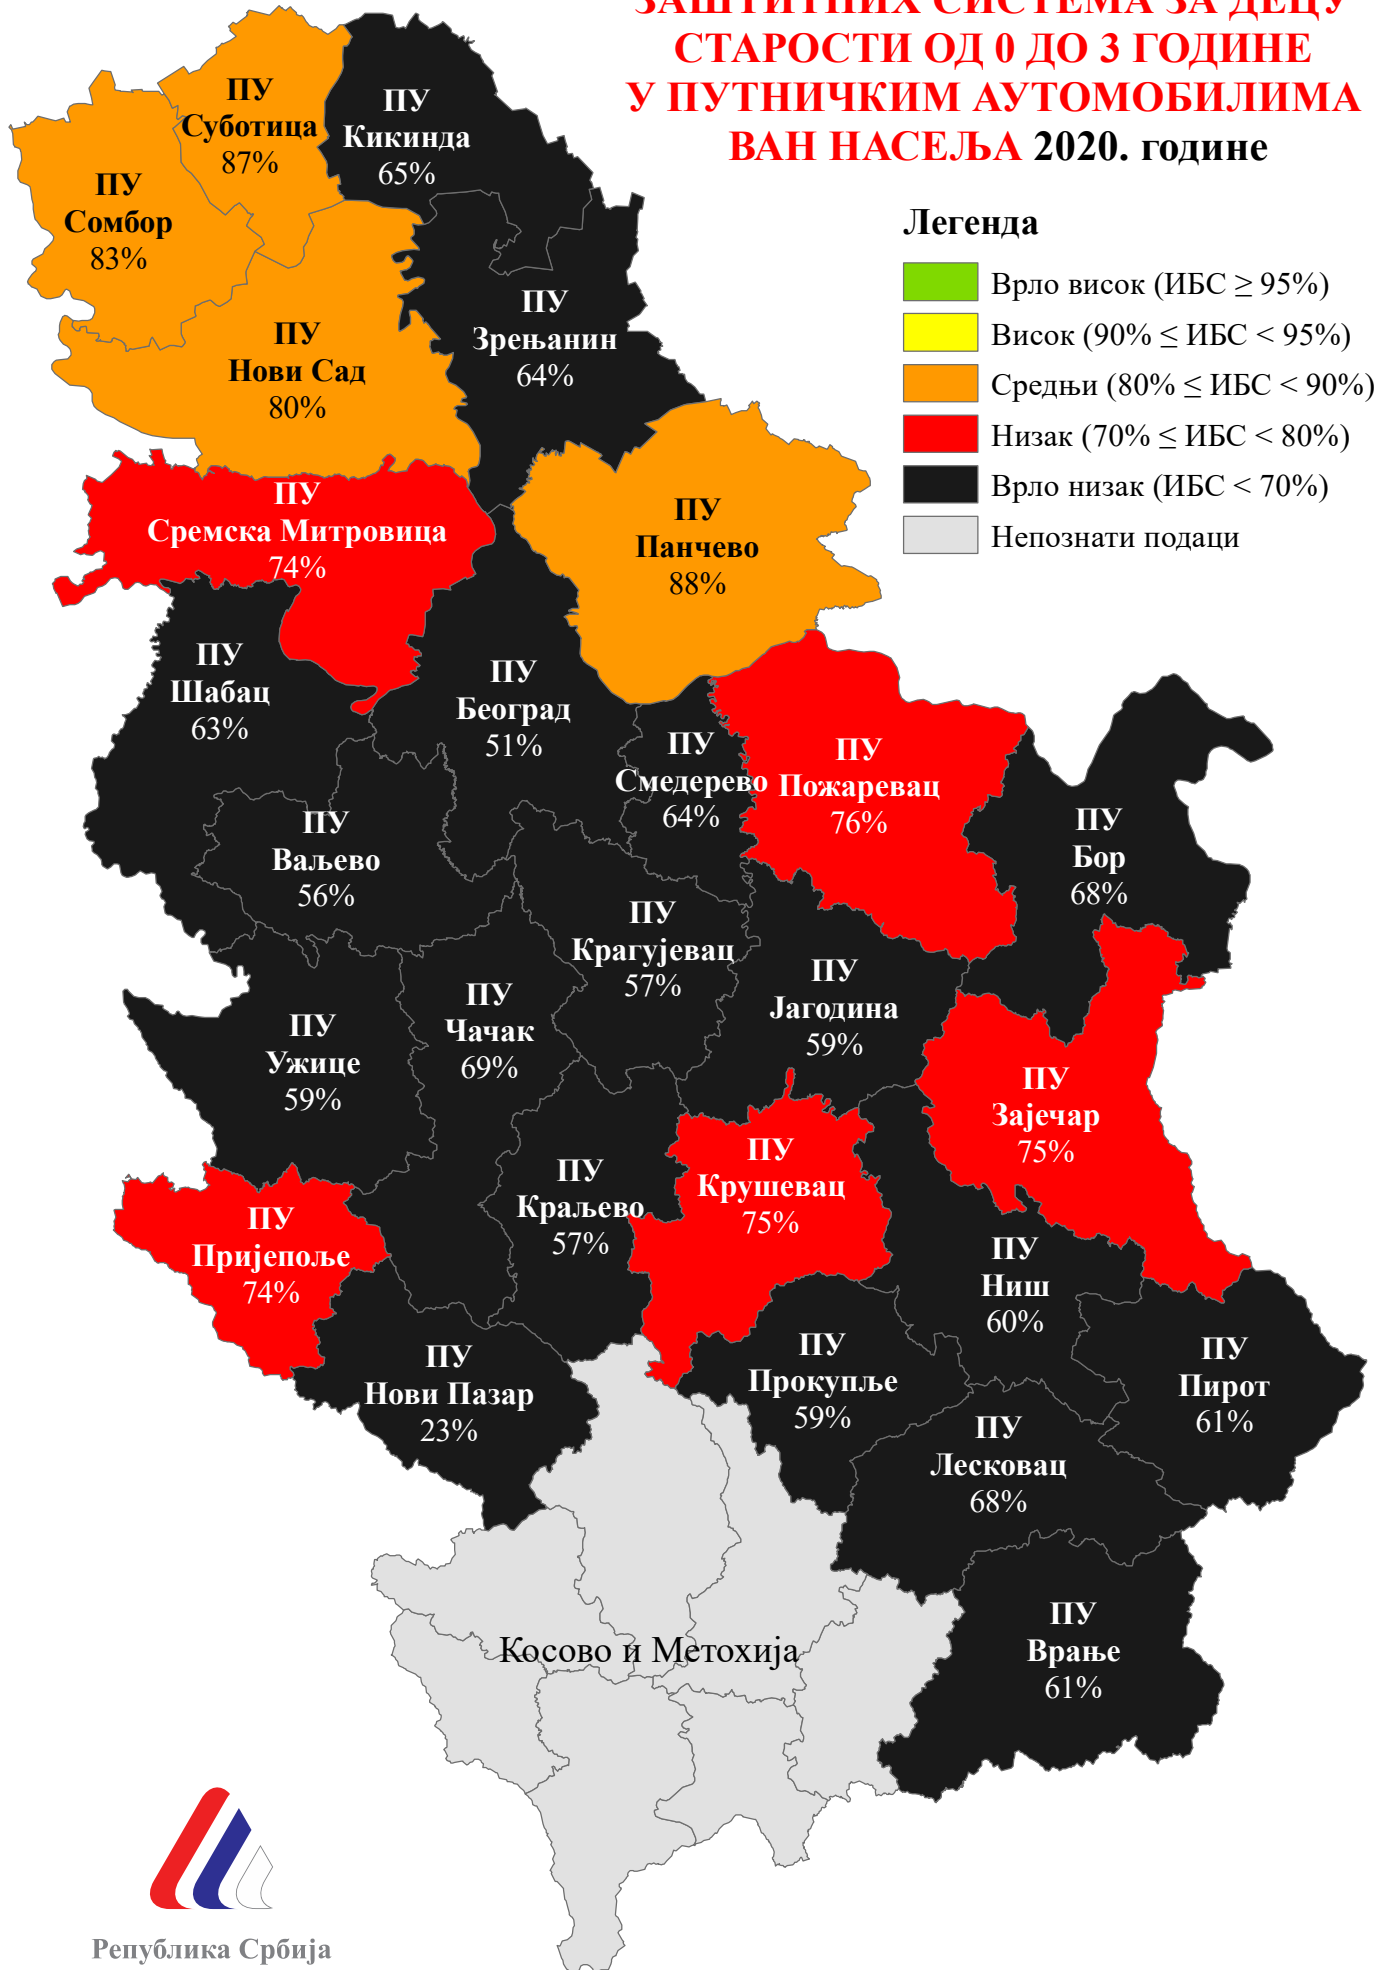 ЗАШТИТНИХ СИСТЕМА ЗА ДЕЦУ
СТАРОСТИ ОД 0 ДО 3 ГОДИНЕ
У ПУТНИЧКИМ АУТОМОБИЛИМА
ВАН НАСЕЉА 2020. године
Легенда
Врло висок (ИБС ≥ 95%)
Висок (90% ≤ ИБС < 95%)
Средњи (80% ≤ ИБС < 90%)
Низак (70% ≤ ИБС < 80%)
Врло низак (ИБС < 70%)
Непознати подаци
ПУ
Суботица
87%
ПУ
Кикинда
65%
ПУ
Сомбор
83%
ПУ
Зрењанин
64%
ПУ
Нови Сад
80%
ПУ
Сремска Митровица
74%
ПУ
Панчево
88%
ПУ
Шабац
63%
ПУ
Београд
51%
ПУ
Смедерево
64%
ПУ
Пожаревац
76%
ПУ
Бор
68%
ПУ
Ваљево
56%
ПУ
Крагујевац
57%
ПУ
Јагодина
59%
ПУ
Чачак
69%
ПУ
Ужице
59%
ПУ
Зајечар
75%
ПУ
Крушевац
75%
ПУ
Краљево
57%
ПУ
Пријепоље
74%
ПУ
Ниш
60%
ПУ
Нови Пазар
23%
ПУ
Прокупље
59%
ПУ
Пирот
61%
ПУ
Лесковац
68%
ПУ
Врање
61%
Косово и Метохија
Република Србија